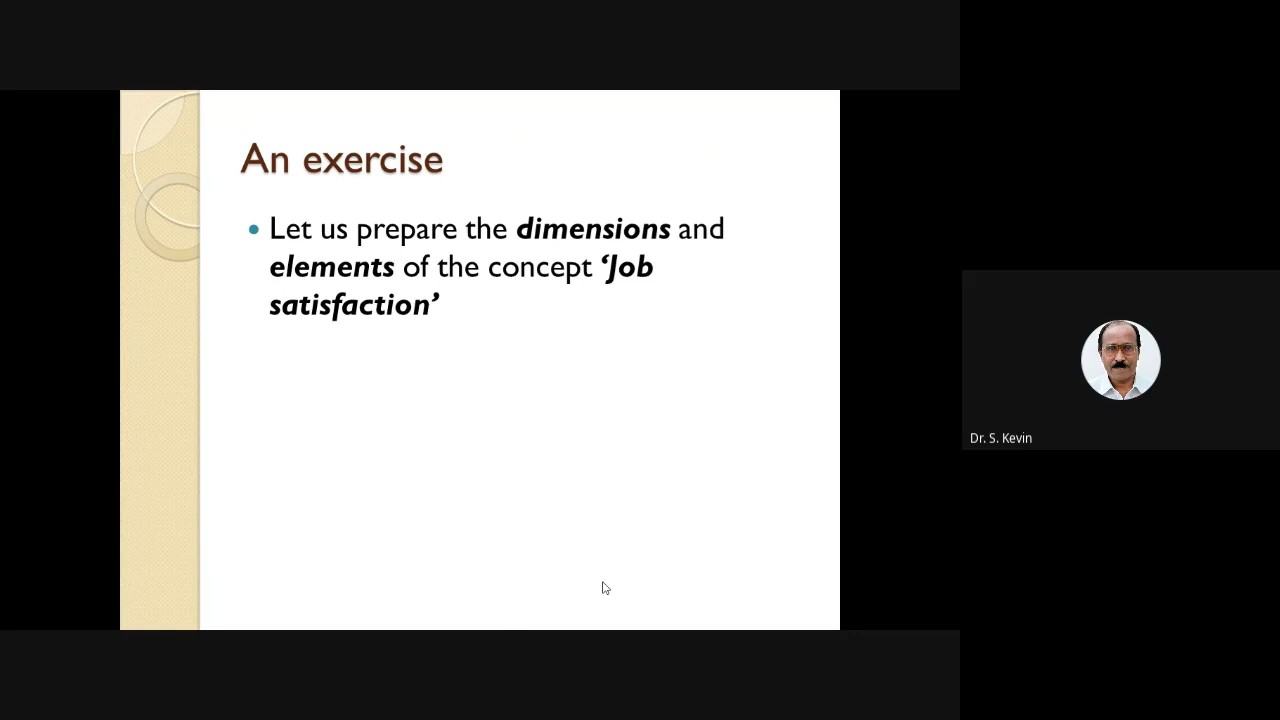 An exercise
• Let us prepare the dimensions and
elements of the concept ‘Job
satisfaction’
Dr. S. Kevin